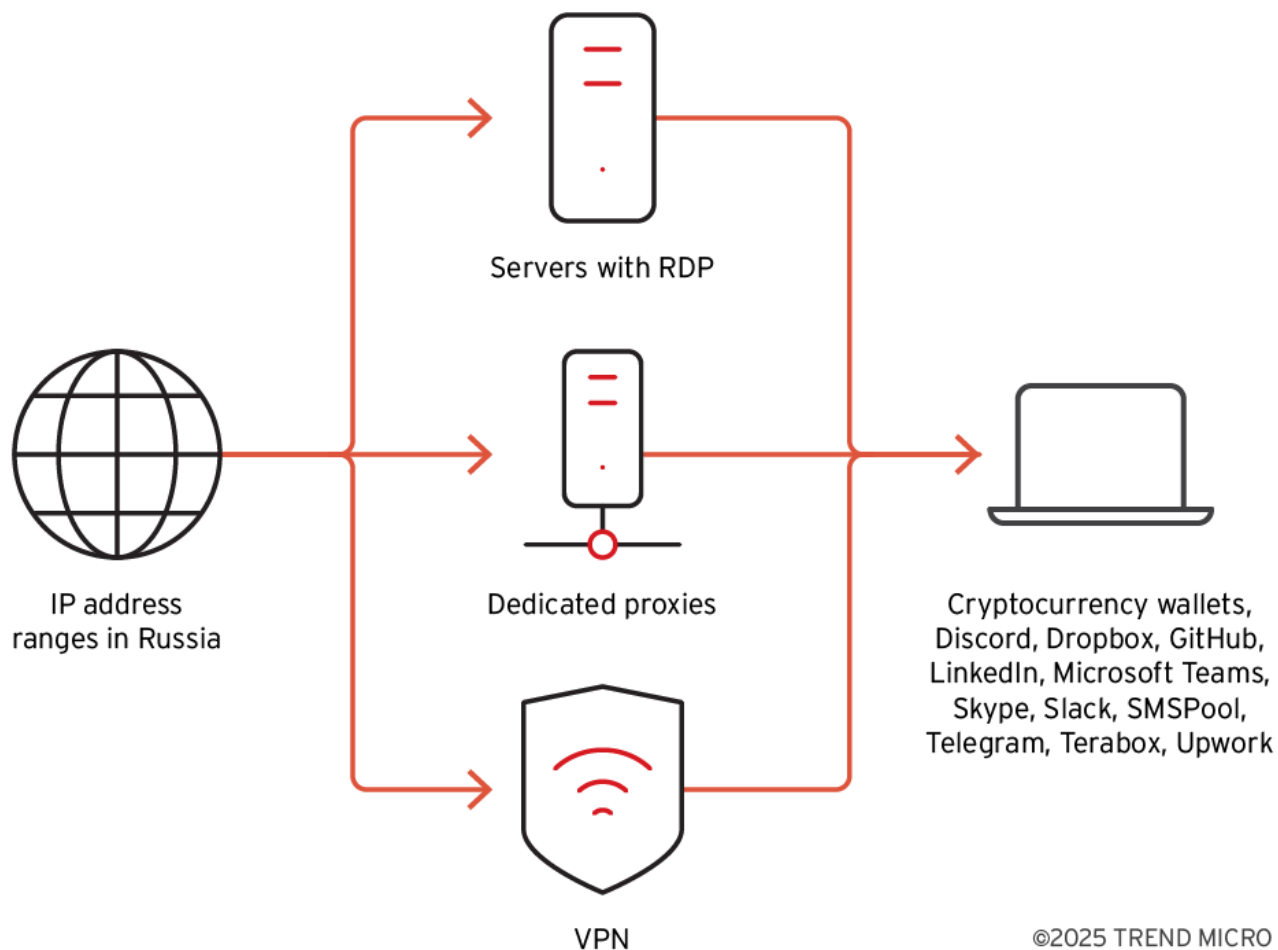 Servers with RDP
IP address
ranges in Russia
Dedicated proxies
Cryptocurrency wallets,
Discord, Dropbox, GitHub,
LinkedIn, Microsoft Teams,
Skype, Slack, SMSPool,
Telegram, Terabox, Upwork
VPN
©2025 TREND MICRO